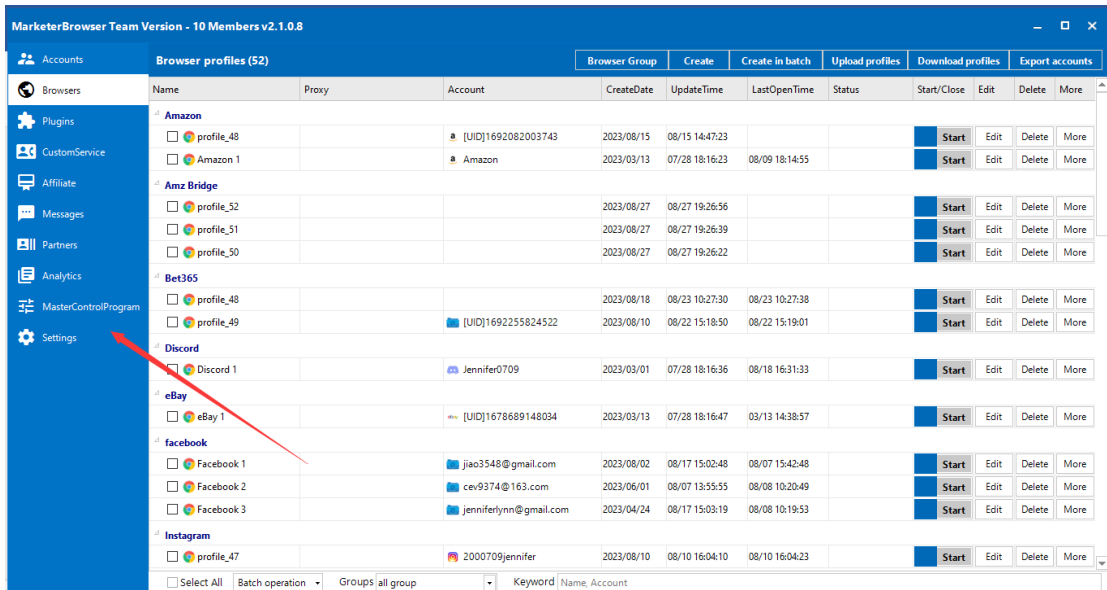 MarketerBrowser Team Version - 10 Members v2.1.0.8
Accounts
Browsers
Plugins
CustomService
Affiliate
Messages
Partners
Analytics
MasterControlProgram
Settings
Browser profiles (52) Browser Group Create Create in batch Upload profiles Download profiles Export accounts
Name Proxy Account CreateDate UpdateTime LastOpenTime Status Start/Close Edit Delete More
Amazon
profile_48 [UID]1692082003743 2023/08/15 08/15 14:47:23 Start Edit Delete More
Amazon 1 Amazon 2023/03/13 07/28 18:16:23 08/09 18:14:55 Start Edit Delete More
Amz Bridge
profile_52 2023/08/27 08/27 19:26:56 Start Edit Delete More
profile_51 2023/08/27 08/27 19:26:39 Start Edit Delete More
profile_50 2023/08/27 08/27 19:26:22 Start Edit Delete More
Bet365
profile_48 2023/08/18 08/23 10:27:30 08/23 10:27:38 Start Edit Delete More
profile_49 [UID]1692255824522 2023/08/10 08/22 15:18:50 08/22 15:19:01 Start Edit Delete More
Discord
Discord 1 Jennifer0709 2023/03/01 07/28 18:16:36 08/18 16:31:33 Start Edit Delete More
eBay
eBay 1 [UID]1678689148034 2023/03/13 07/28 18:16:47 03/13 14:38:57 Start Edit Delete More
facebook
Facebook 1 jiao3548@gmail.com 2023/08/02 08/17 15:02:48 08/07 15:42:48 Start Edit Delete More
Facebook 2 cev9374@163.com 2023/06/01 08/07 13:55:55 08/08 10:20:49 Start Edit Delete More
Facebook 3 jenniferlynn@gmail.com 2023/04/24 08/17 15:03:19 08/08 10:19:53 Start Edit Delete More
Instagram
profile_47 2000709jennifer 2023/08/10 08/10 16:04:10 08/10 16:04:23 Start Edit Delete More
Select All Batch operation Groups all group Keyword Name, Account